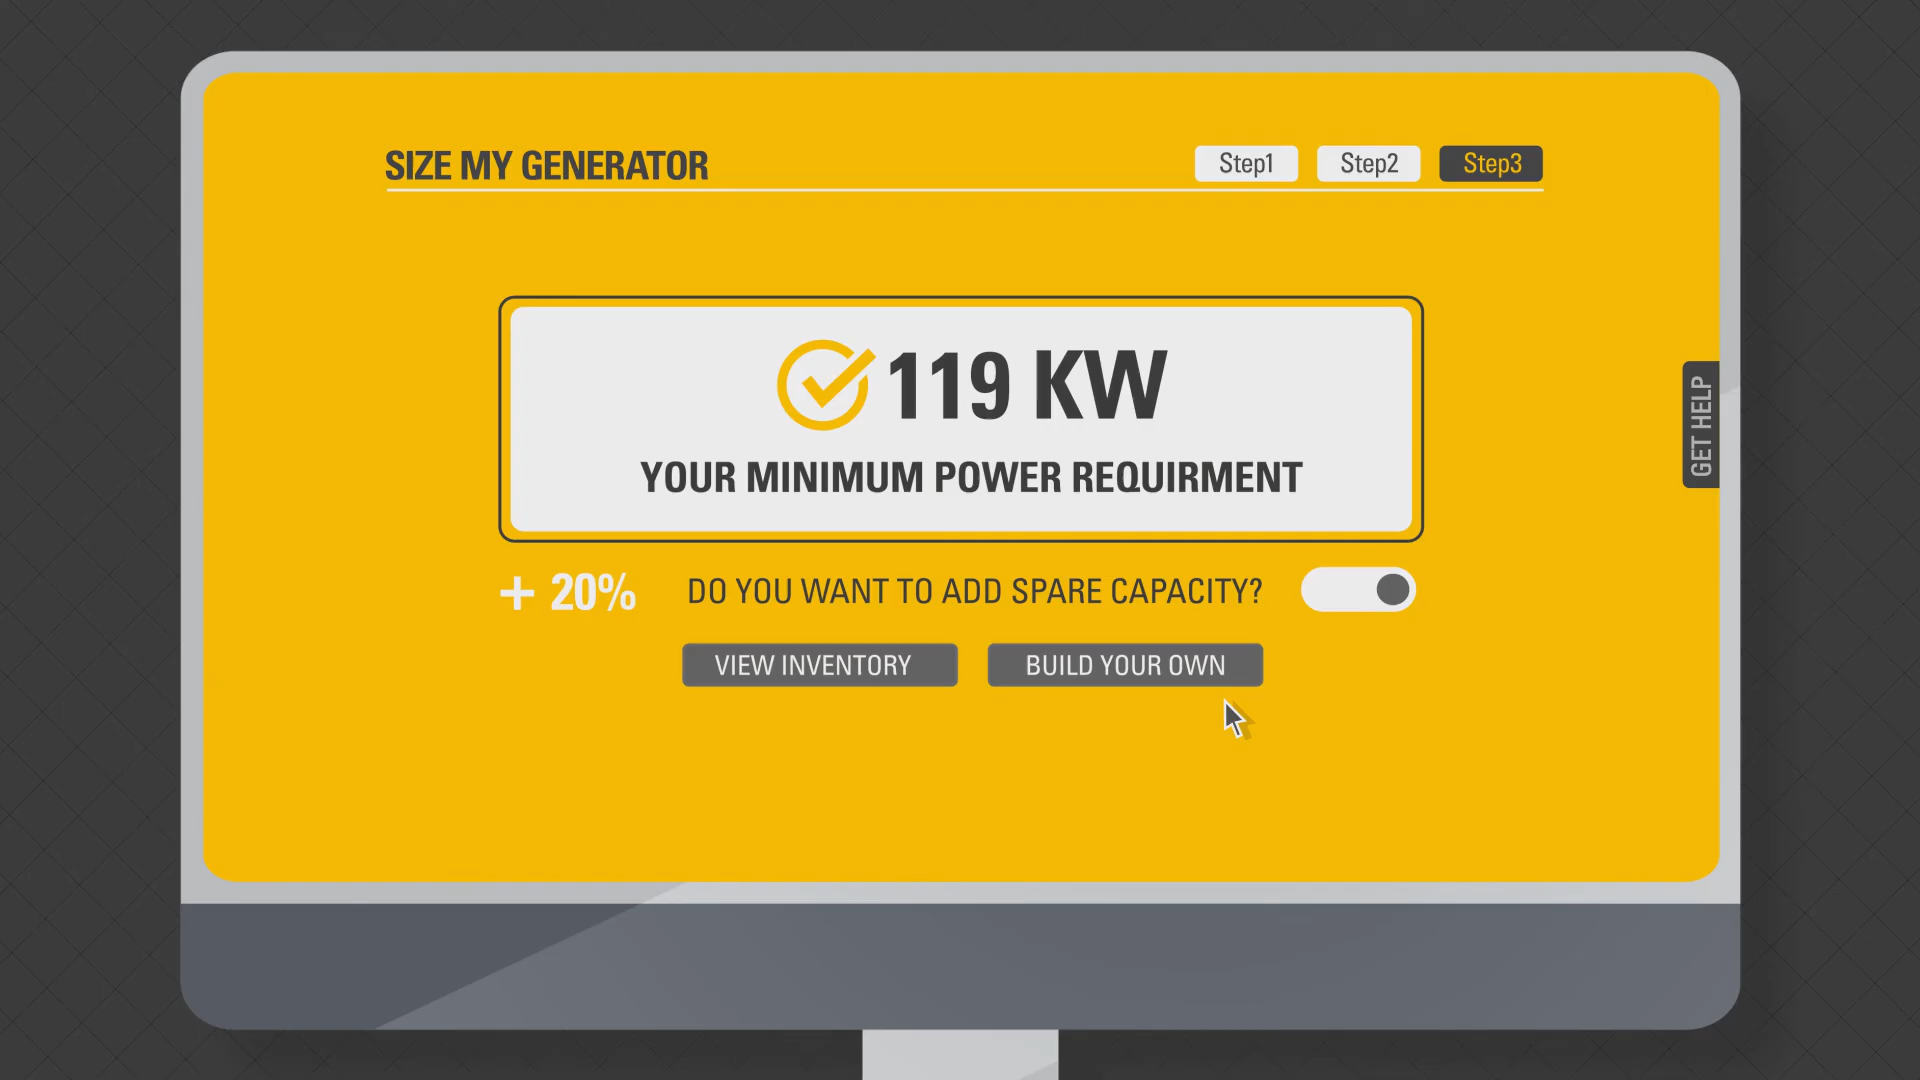 SIZE MY GENERATOR
Step1
Step2
Step3
119 KW
YOUR MINIMUM POWER REQUIRMENT
GET HELP
+ 20%
DO YOU WANT TO ADD SPARE CAPACITY?
VIEW INVENTORY
BUILD YOUR OWN